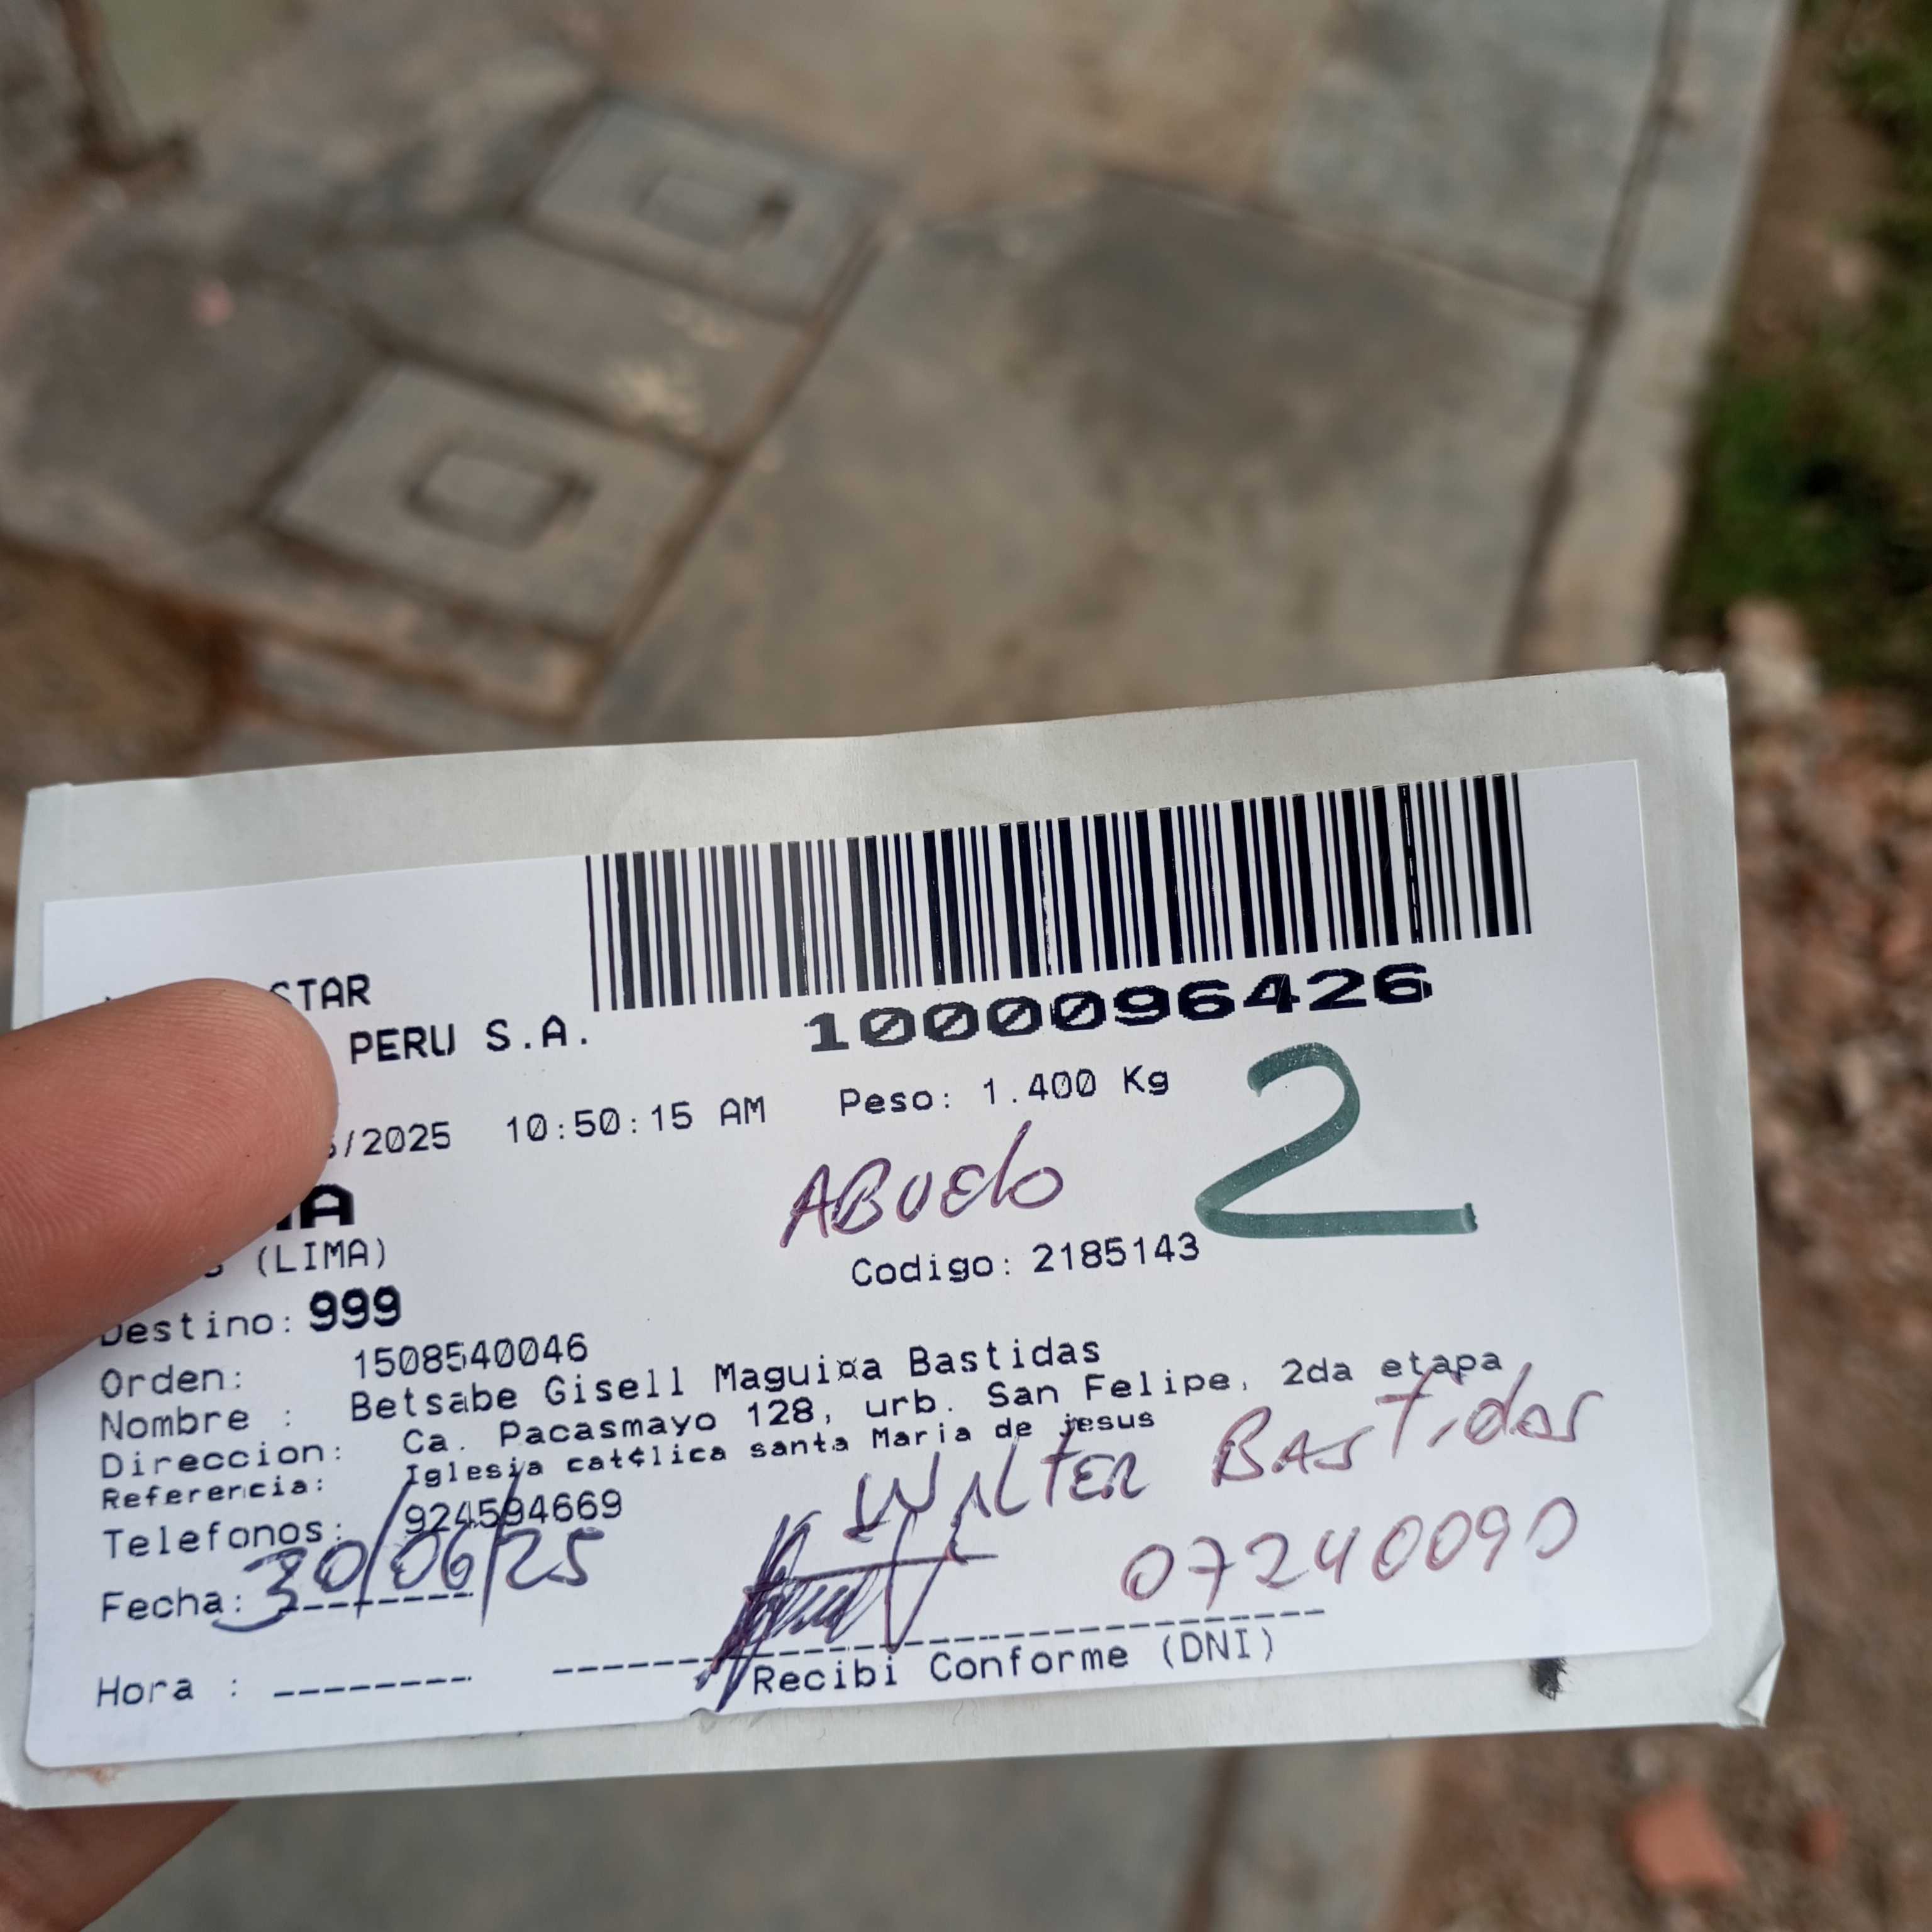 STAR
PERU S.A.
1000096426
/2025 10:50:15 AM Peso: 1.400 Kg
2
ABUELO
(LIMA)
Codigo: 2185143
Destino: 999
Orden: 1508540046
Nombre : Betsabe Gisell Maguiña Bastidas
Direccion: Ca. Pacasmayo 128, urb. San Felipe, 2da etapa
Referencia: Iglesia catélica santa Maria de jesus
Telefonos: 924594669
WALTER BASTidas
Fecha: 30/06/25
07240090
Hora :
Recibi Conforme (DNI)